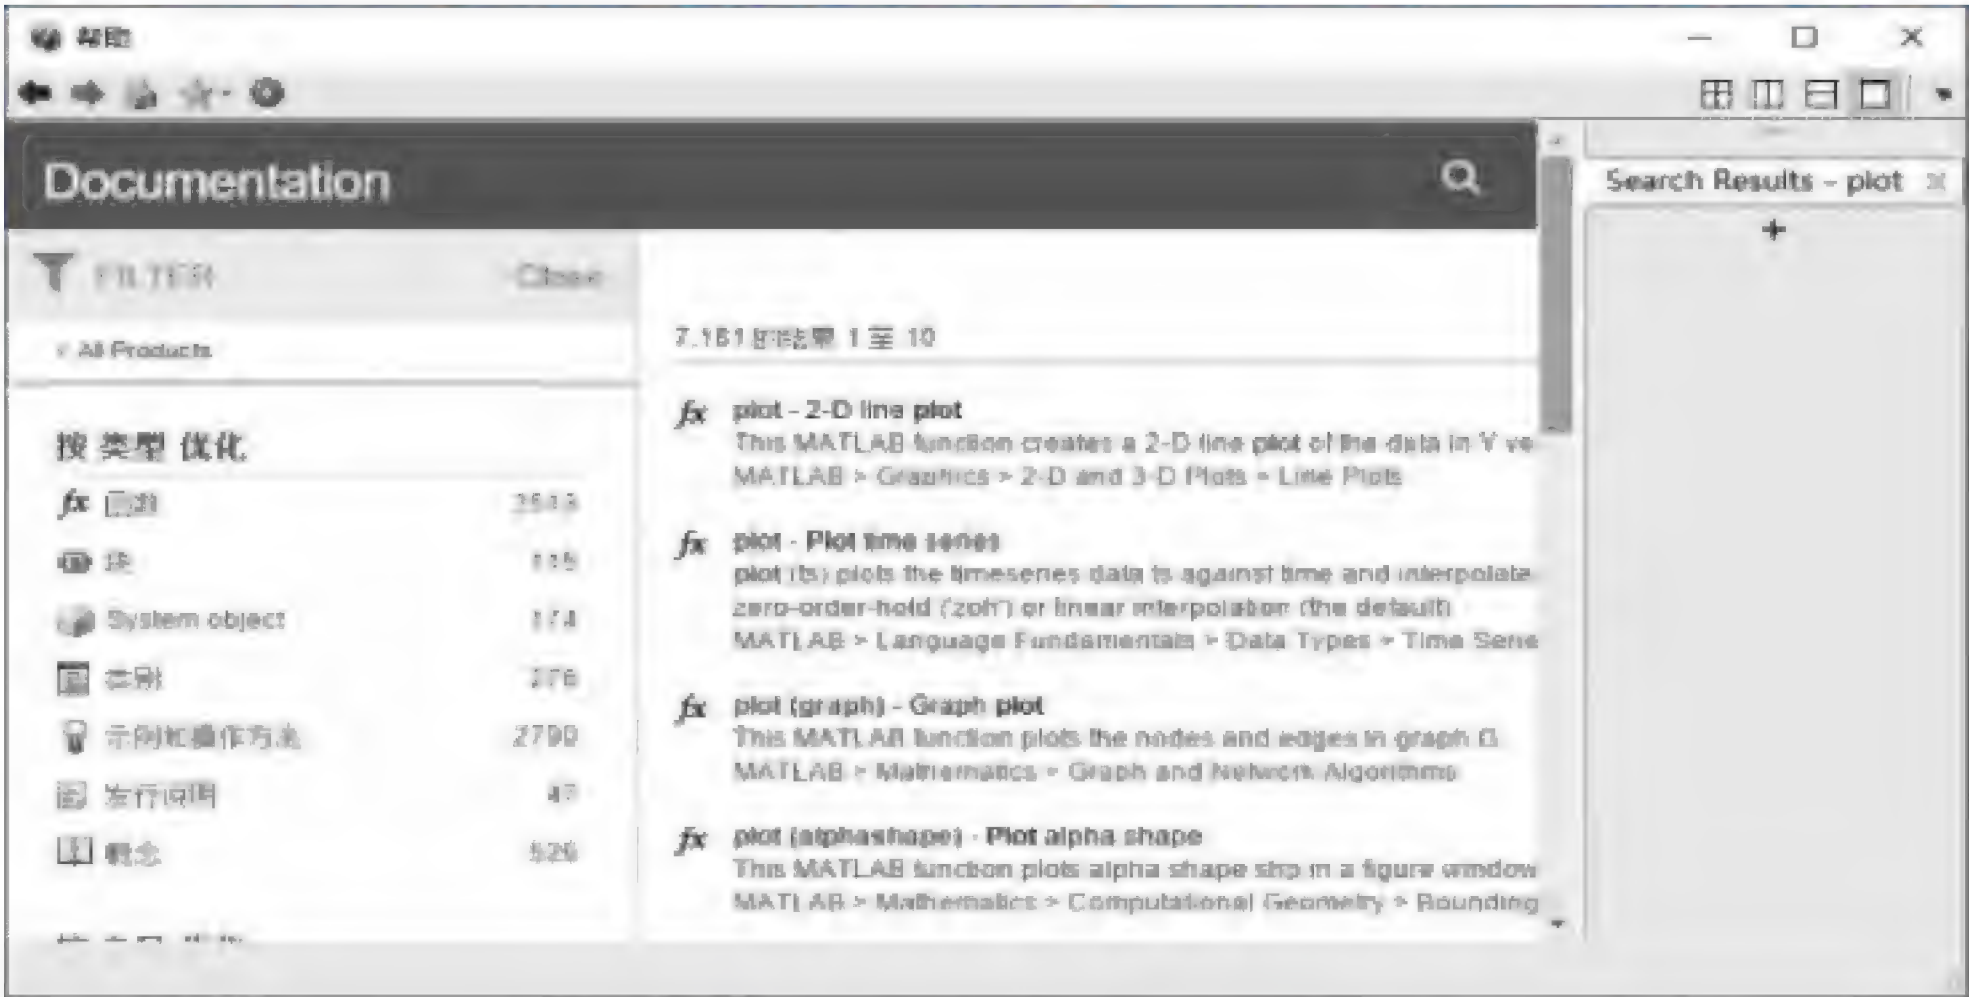 帮助
Documentation
Search Results - plot
FILTER
Close
All Products
的结果 1 至 10
按 类型 优化
fx 函数
块 115
System object 174
类别 276
示例和操作方法 2790
发行说明 47
概念 526
fx plot - 2-D line plot
This MATLAB function creates a 2-D line plot of the data in Y ve
MATLAB > Graphics > 2-D and 3-D Plots > Line Plots
fx plot - Plot time series
plot (ts) plots the timeseries data ts against time and interpolate
zero-order-hold ('zoh') or linear interpolation (the default)
MATLAB > Language Fundamentals > Data Types > Time Serie
fx plot (graph) - Graph plot
This MATLAB function plots the nodes and edges in graph G.
MATLAB > Mathematics > Graph and Network Algorithms
fx plot (alphashape) - Plot alpha shape
This MATLAB function plots alpha shape shp in a figure window
MATLAB > Mathematics > Computational Geometry > Bounding